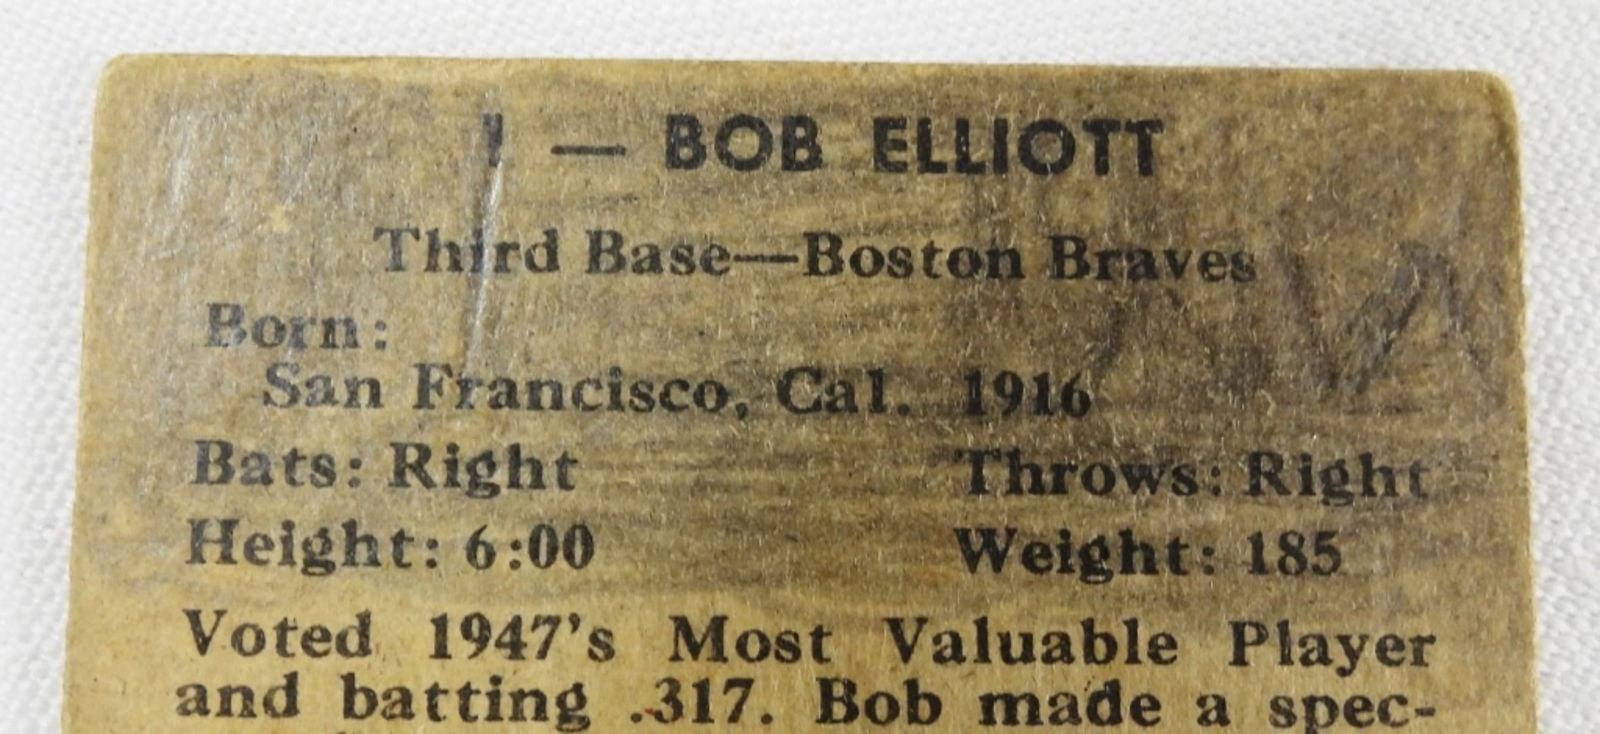 1 — BOB ELLIOTT
Third Base—Boston Braves
Born:
San Francisco, Cal. 1916
Bats: Right Throws: Right
Height: 6:00 Weight: 185
Voted 1947's Most Valuable Player
and batting .317. Bob made a spec-